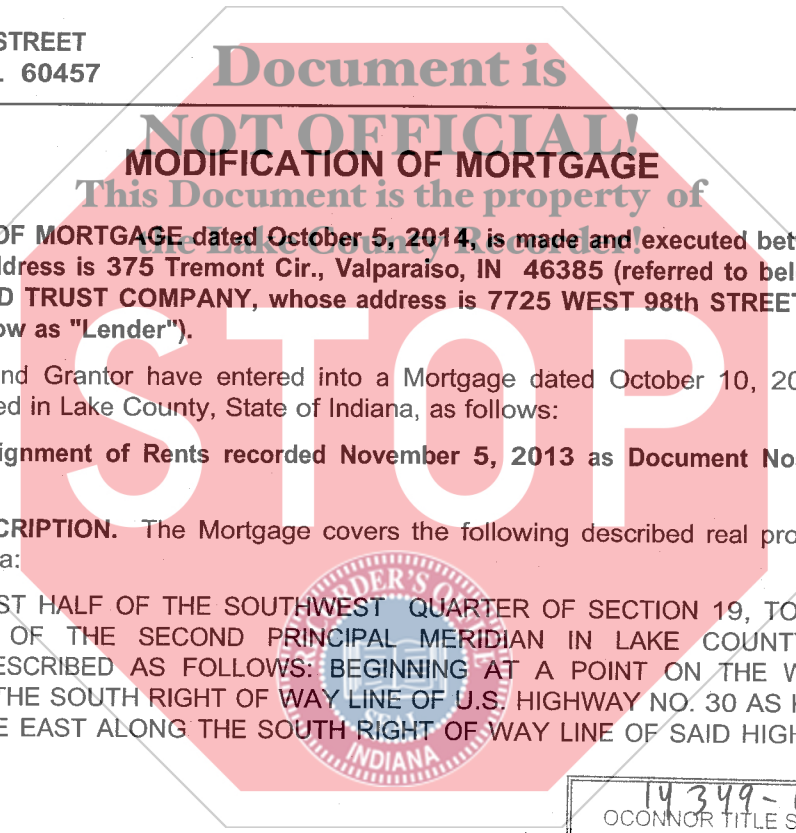 STREET
60457
Document is
NOT OFFICIAL!
MODIFICATION OF MORTGAGE
This Document is the property of
the Lake County Recorder!
OF MORTGAGE dated October 5, 2014, is made and executed bet
ddress is 375 Tremont Cir., Valparaiso, IN 46385 (referred to bel
D TRUST COMPANY, whose address is 7725 WEST 98th STREET
ow as "Lender").
nd Grantor have entered into a Mortgage dated October 10, 20
ed in Lake County, State of Indiana, as follows:
ignment of Rents recorded November 5, 2013 as Document No
STOP
CRIPTION. The Mortgage covers the following described real pro
a:
ST HALF OF THE SOUTHWEST QUARTER OF SECTION 19, TO
OF THE SECOND PRINCIPAL MERIDIAN IN LAKE COUNT
ESCRIBED AS FOLLOWS: BEGINNING AT A POINT ON THE W
THE SOUTH RIGHT OF WAY LINE OF U.S. HIGHWAY NO. 30 AS
E EAST ALONG THE SOUTH RIGHT OF WAY LINE OF SAID HIGH
RECORDER'S OFFICE
SEAL
INDIANA
14349-
OCONNOR TITLE S